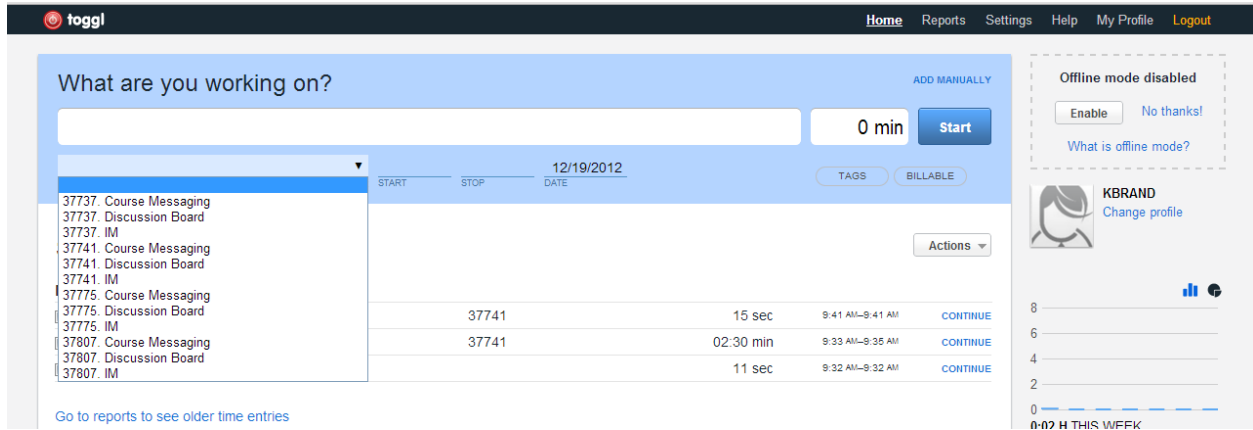 toggl
Home Reports Settings Help My Profile Logout
What are you working on?
ADD MANUALLY
0 min Start
START STOP 12/19/2012 DATE
TAGS BILLABLE
37737. Course Messaging
37737. Discussion Board
37737. IM
37741. Course Messaging
37741. Discussion Board
37741. IM
37775. Course Messaging
37775. Discussion Board
37775. IM
37807. Course Messaging
37807. Discussion Board
37807. IM
Actions
37741 15 sec 9:41 AM–9:41 AM CONTINUE
37741 02:30 min 9:33 AM–9:35 AM CONTINUE
11 sec 9:32 AM–9:32 AM CONTINUE
Go to reports to see older time entries
Offline mode disabled
Enable No thanks!
What is offline mode?
KBRAND
Change profile
8
6
4
2
0
0:02 H THIS WEEK